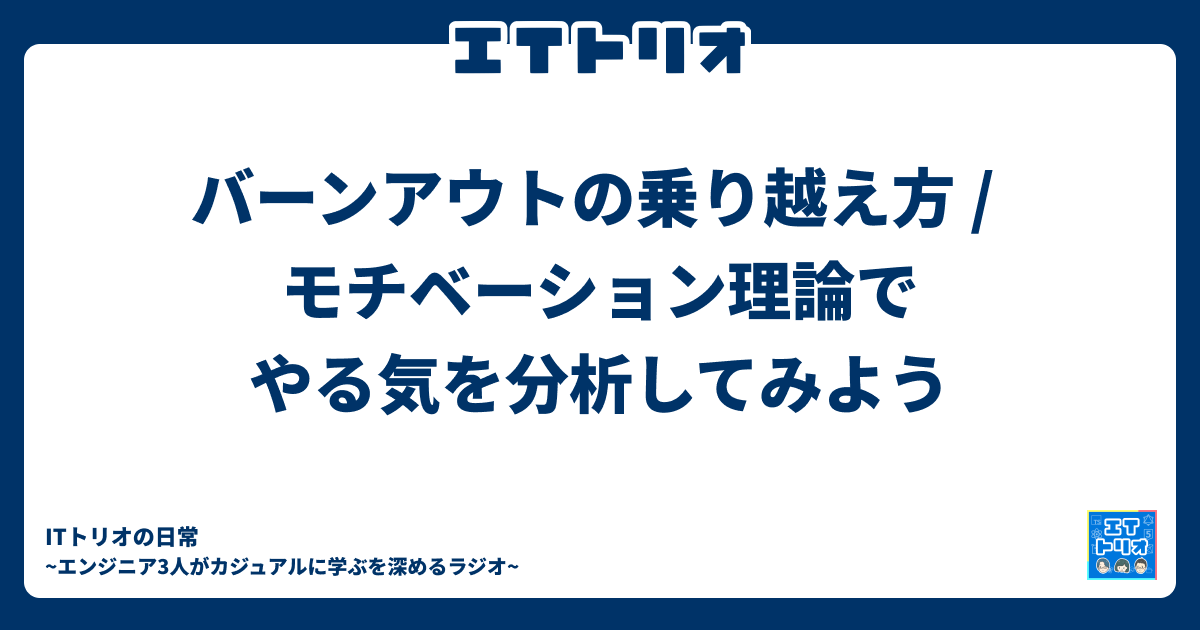 ITトリオ
バーンアウトの乗り越え方 /
モチベーション理論で
やる気を分析してみよう
ITトリオの日常
~エンジニア3人がカジュアルに学ぶを深めるラジオ~
IT
トリオ